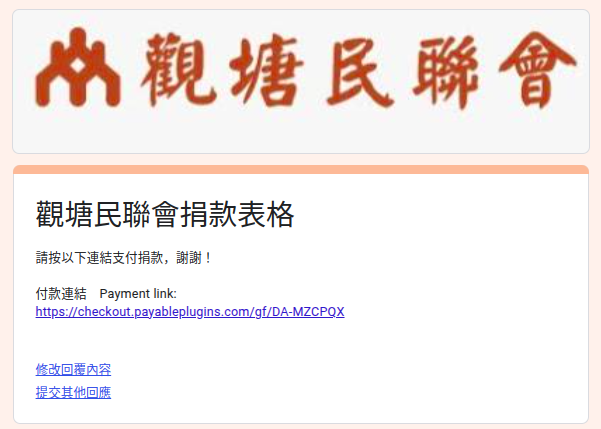 觀塘民聯會
觀塘民聯會捐款表格
請按以下連結支付捐款，謝謝！
付款連結　Payment link:
https://checkout.payableplugins.com/gf/DA-MZCPQX
修改回覆內容
提交其他回應